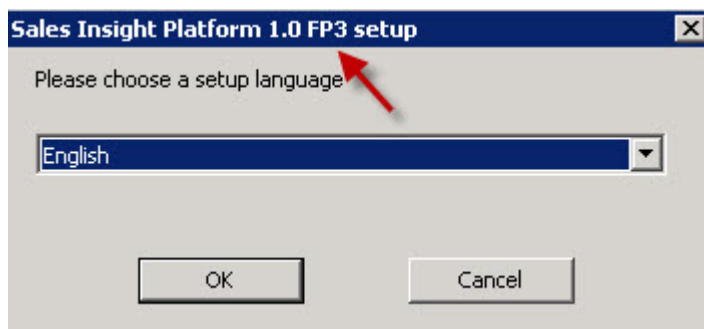 Sales Insight Platform 1.0 FP3 setup
Please choose a setup language
English
OK Cancel